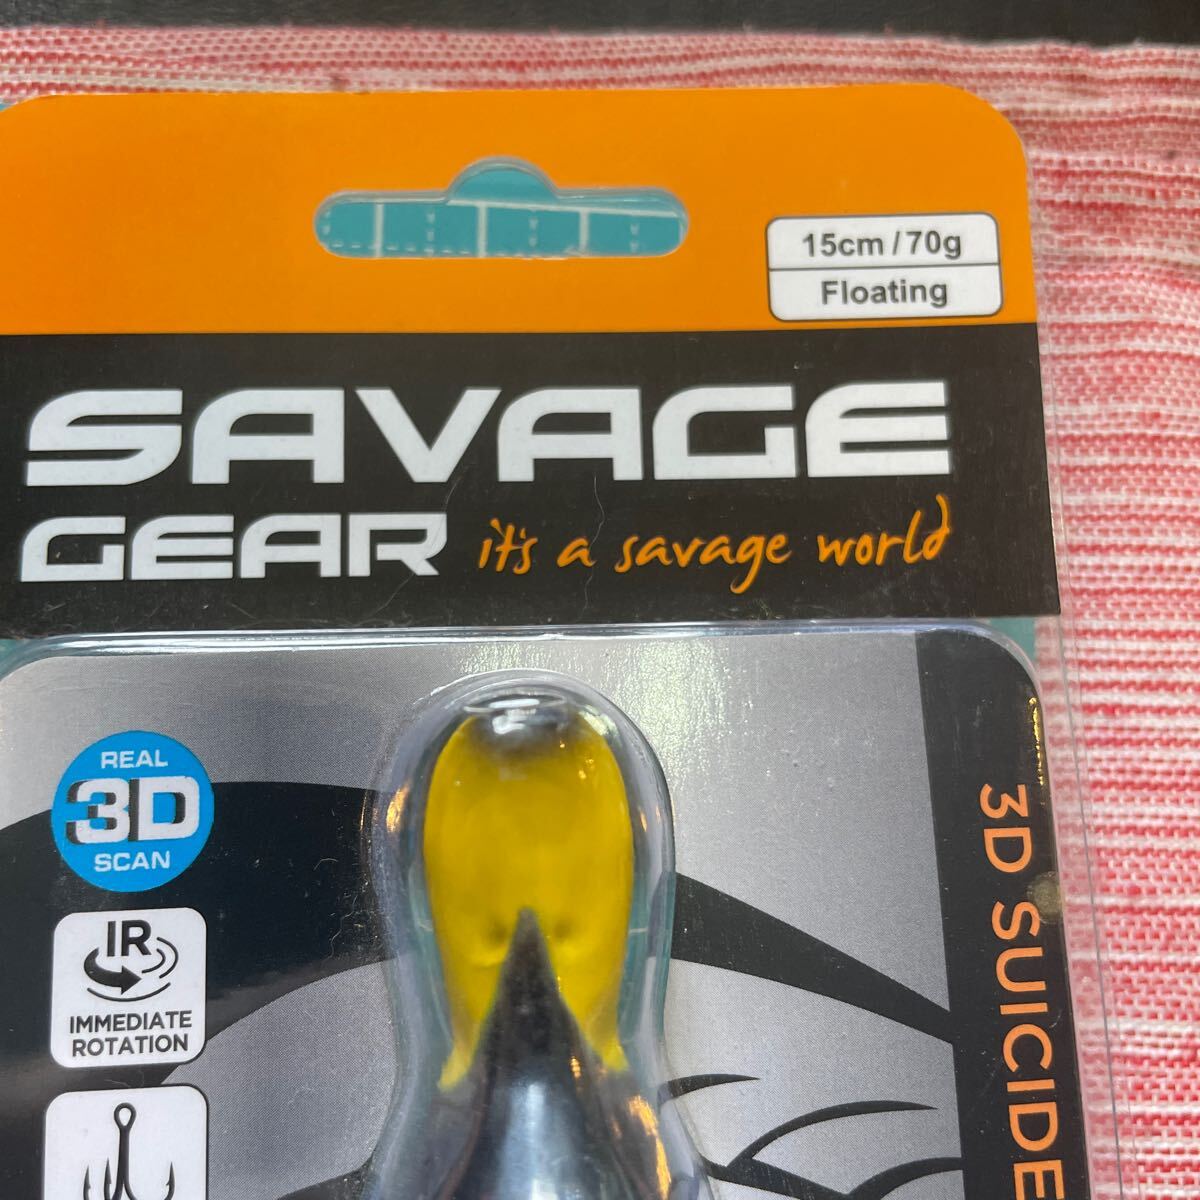 15cm / 70g
Floating
SAVAGE
GEAR it's a savage world
REAL
3D
SCAN
IR
IMMEDIATE
ROTATION
3D SUICIDE